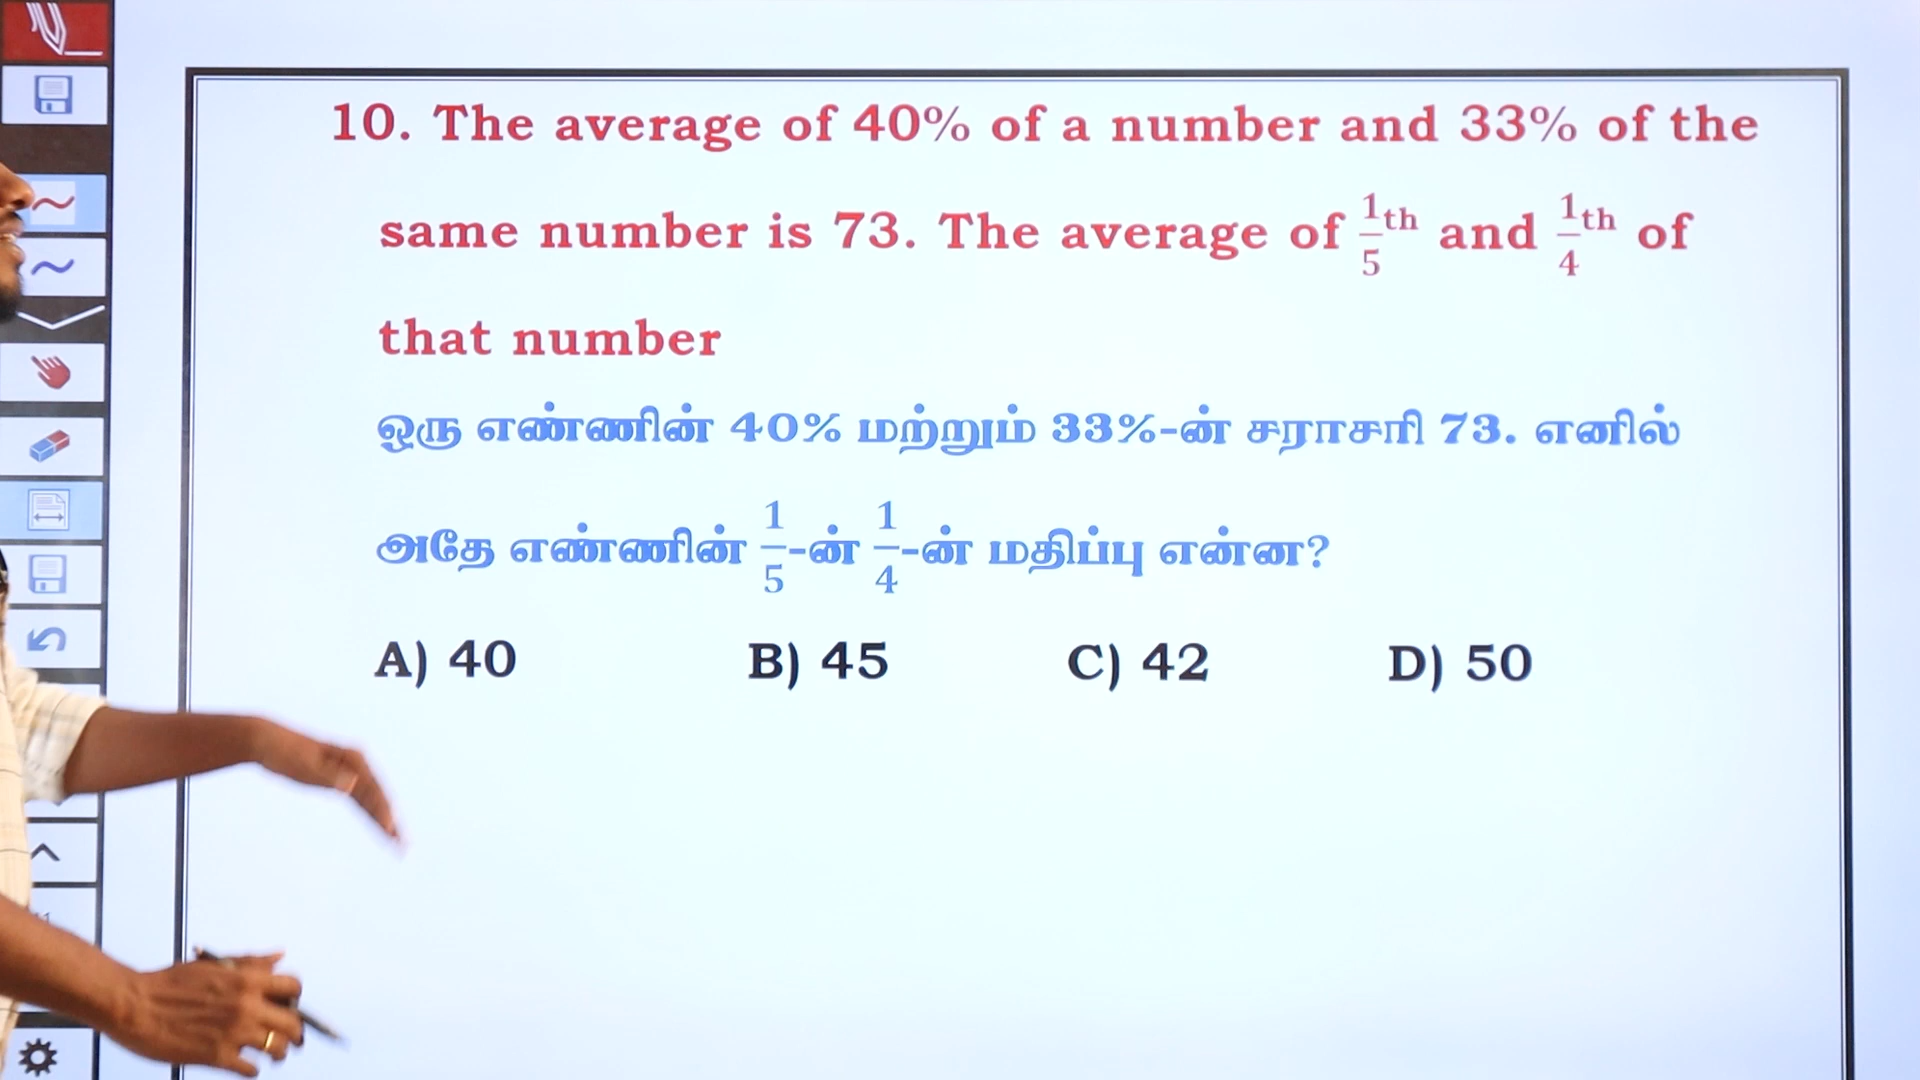 10. The average of 40% of a number and 33% of the
same number is 73. The average of 1/5th and 1/4th of
that number
ஒரு எண்ணின் 40% மற்றும் 33%-ன் சராசரி 73. எனில்
அதே எண்ணின் 1/5-ன் 1/4-ன் மதிப்பு என்ன?
A) 40 B) 45 C) 42 D) 50